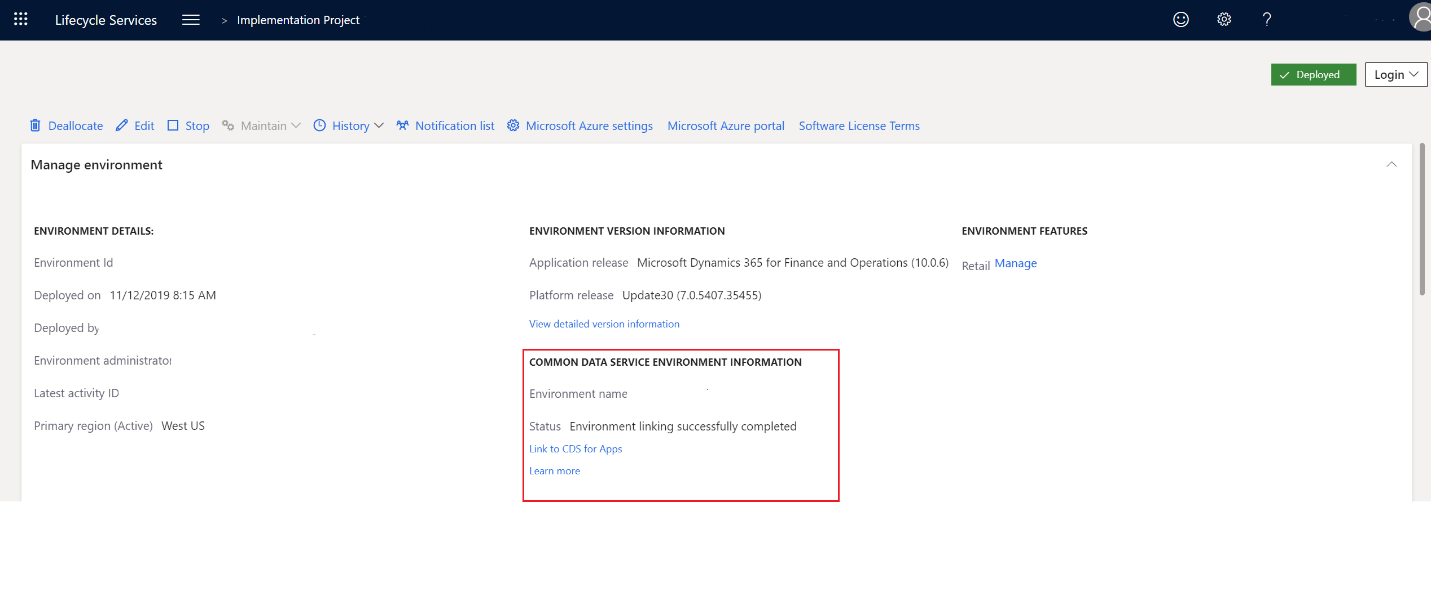 Lifecycle Services > Implementation Project ?
Deployed Login
Deallocate Edit Stop Maintain History Notification list Microsoft Azure settings Microsoft Azure portal Software License Terms
Manage environment
ENVIRONMENT DETAILS:
Environment Id
Deployed on 11/12/2019 8:15 AM
Deployed by
Environment administrator
Latest activity ID
Primary region (Active) West US
ENVIRONMENT VERSION INFORMATION
Application release Microsoft Dynamics 365 for Finance and Operations (10.0.6)
Platform release Update30 (7.0.5407.35455)
View detailed version information
COMMON DATA SERVICE ENVIRONMENT INFORMATION
Environment name
Status Environment linking successfully completed
Link to CDS for Apps
Learn more
ENVIRONMENT FEATURES
Retail Manage